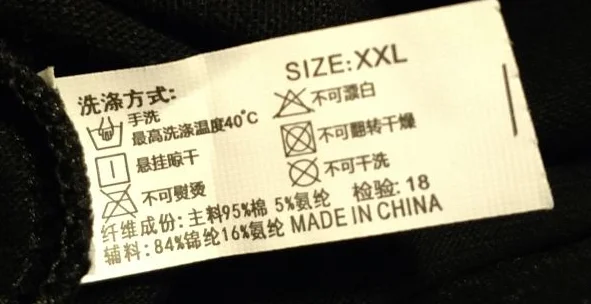 SIZE:XXL
洗涤方式:
手洗
最高洗涤温度40°C
不可漂白
悬挂晾干
不可翻转干燥
不可熨烫
不可干洗
纤维成份:主料95%棉 5%氨纶 检验:18
辅料:84%锦纶16%氨纶 MADE IN CHINA